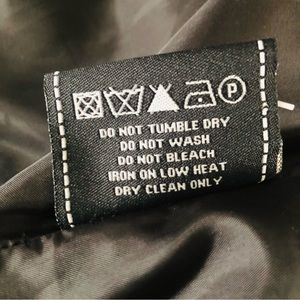 P
DO NOT TUMBLE DRY
DO NOT WASH
DO NOT BLEACH
IRON ON LOW HEAT
DRY CLEAN ONLY